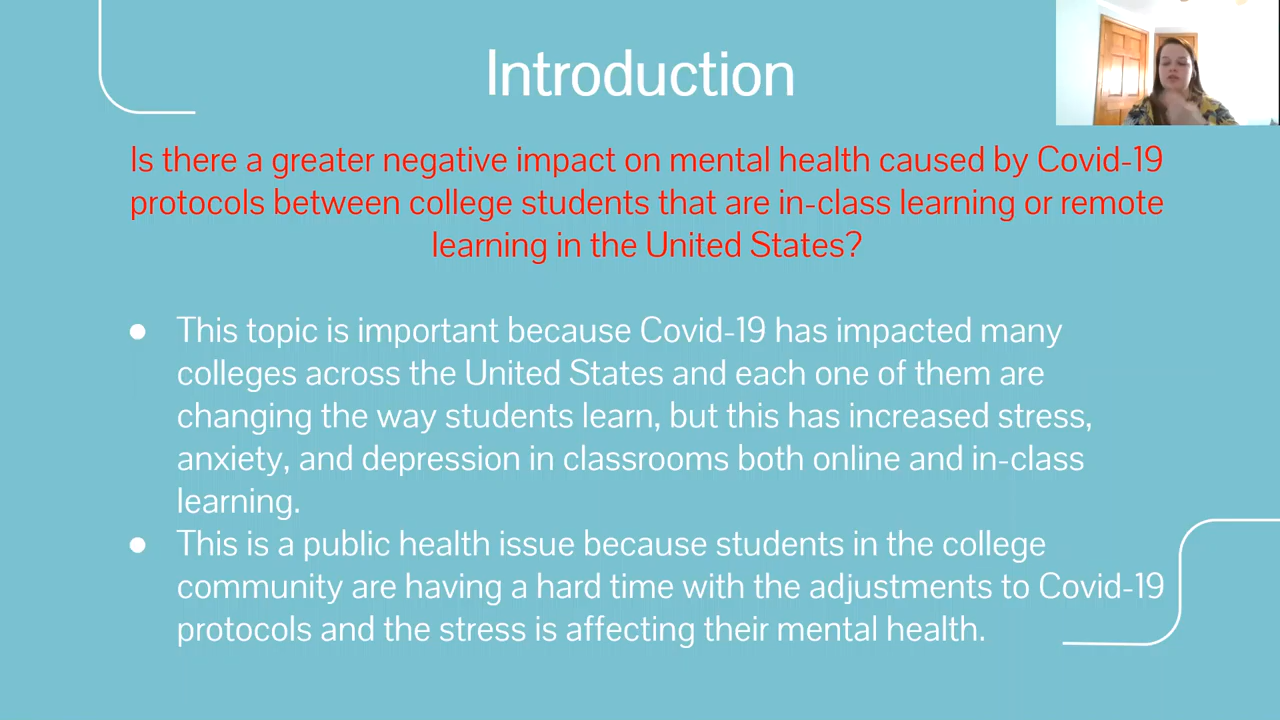 Introduction
Is there a greater negative impact on mental health caused by Covid-19
protocols between college students that are in-class learning or remote
learning in the United States?
● This topic is important because Covid-19 has impacted many
colleges across the United States and each one of them are
changing the way students learn, but this has increased stress,
anxiety, and depression in classrooms both online and in-class
learning.
● This is a public health issue because students in the college
community are having a hard time with the adjustments to Covid-19
protocols and the stress is affecting their mental health.